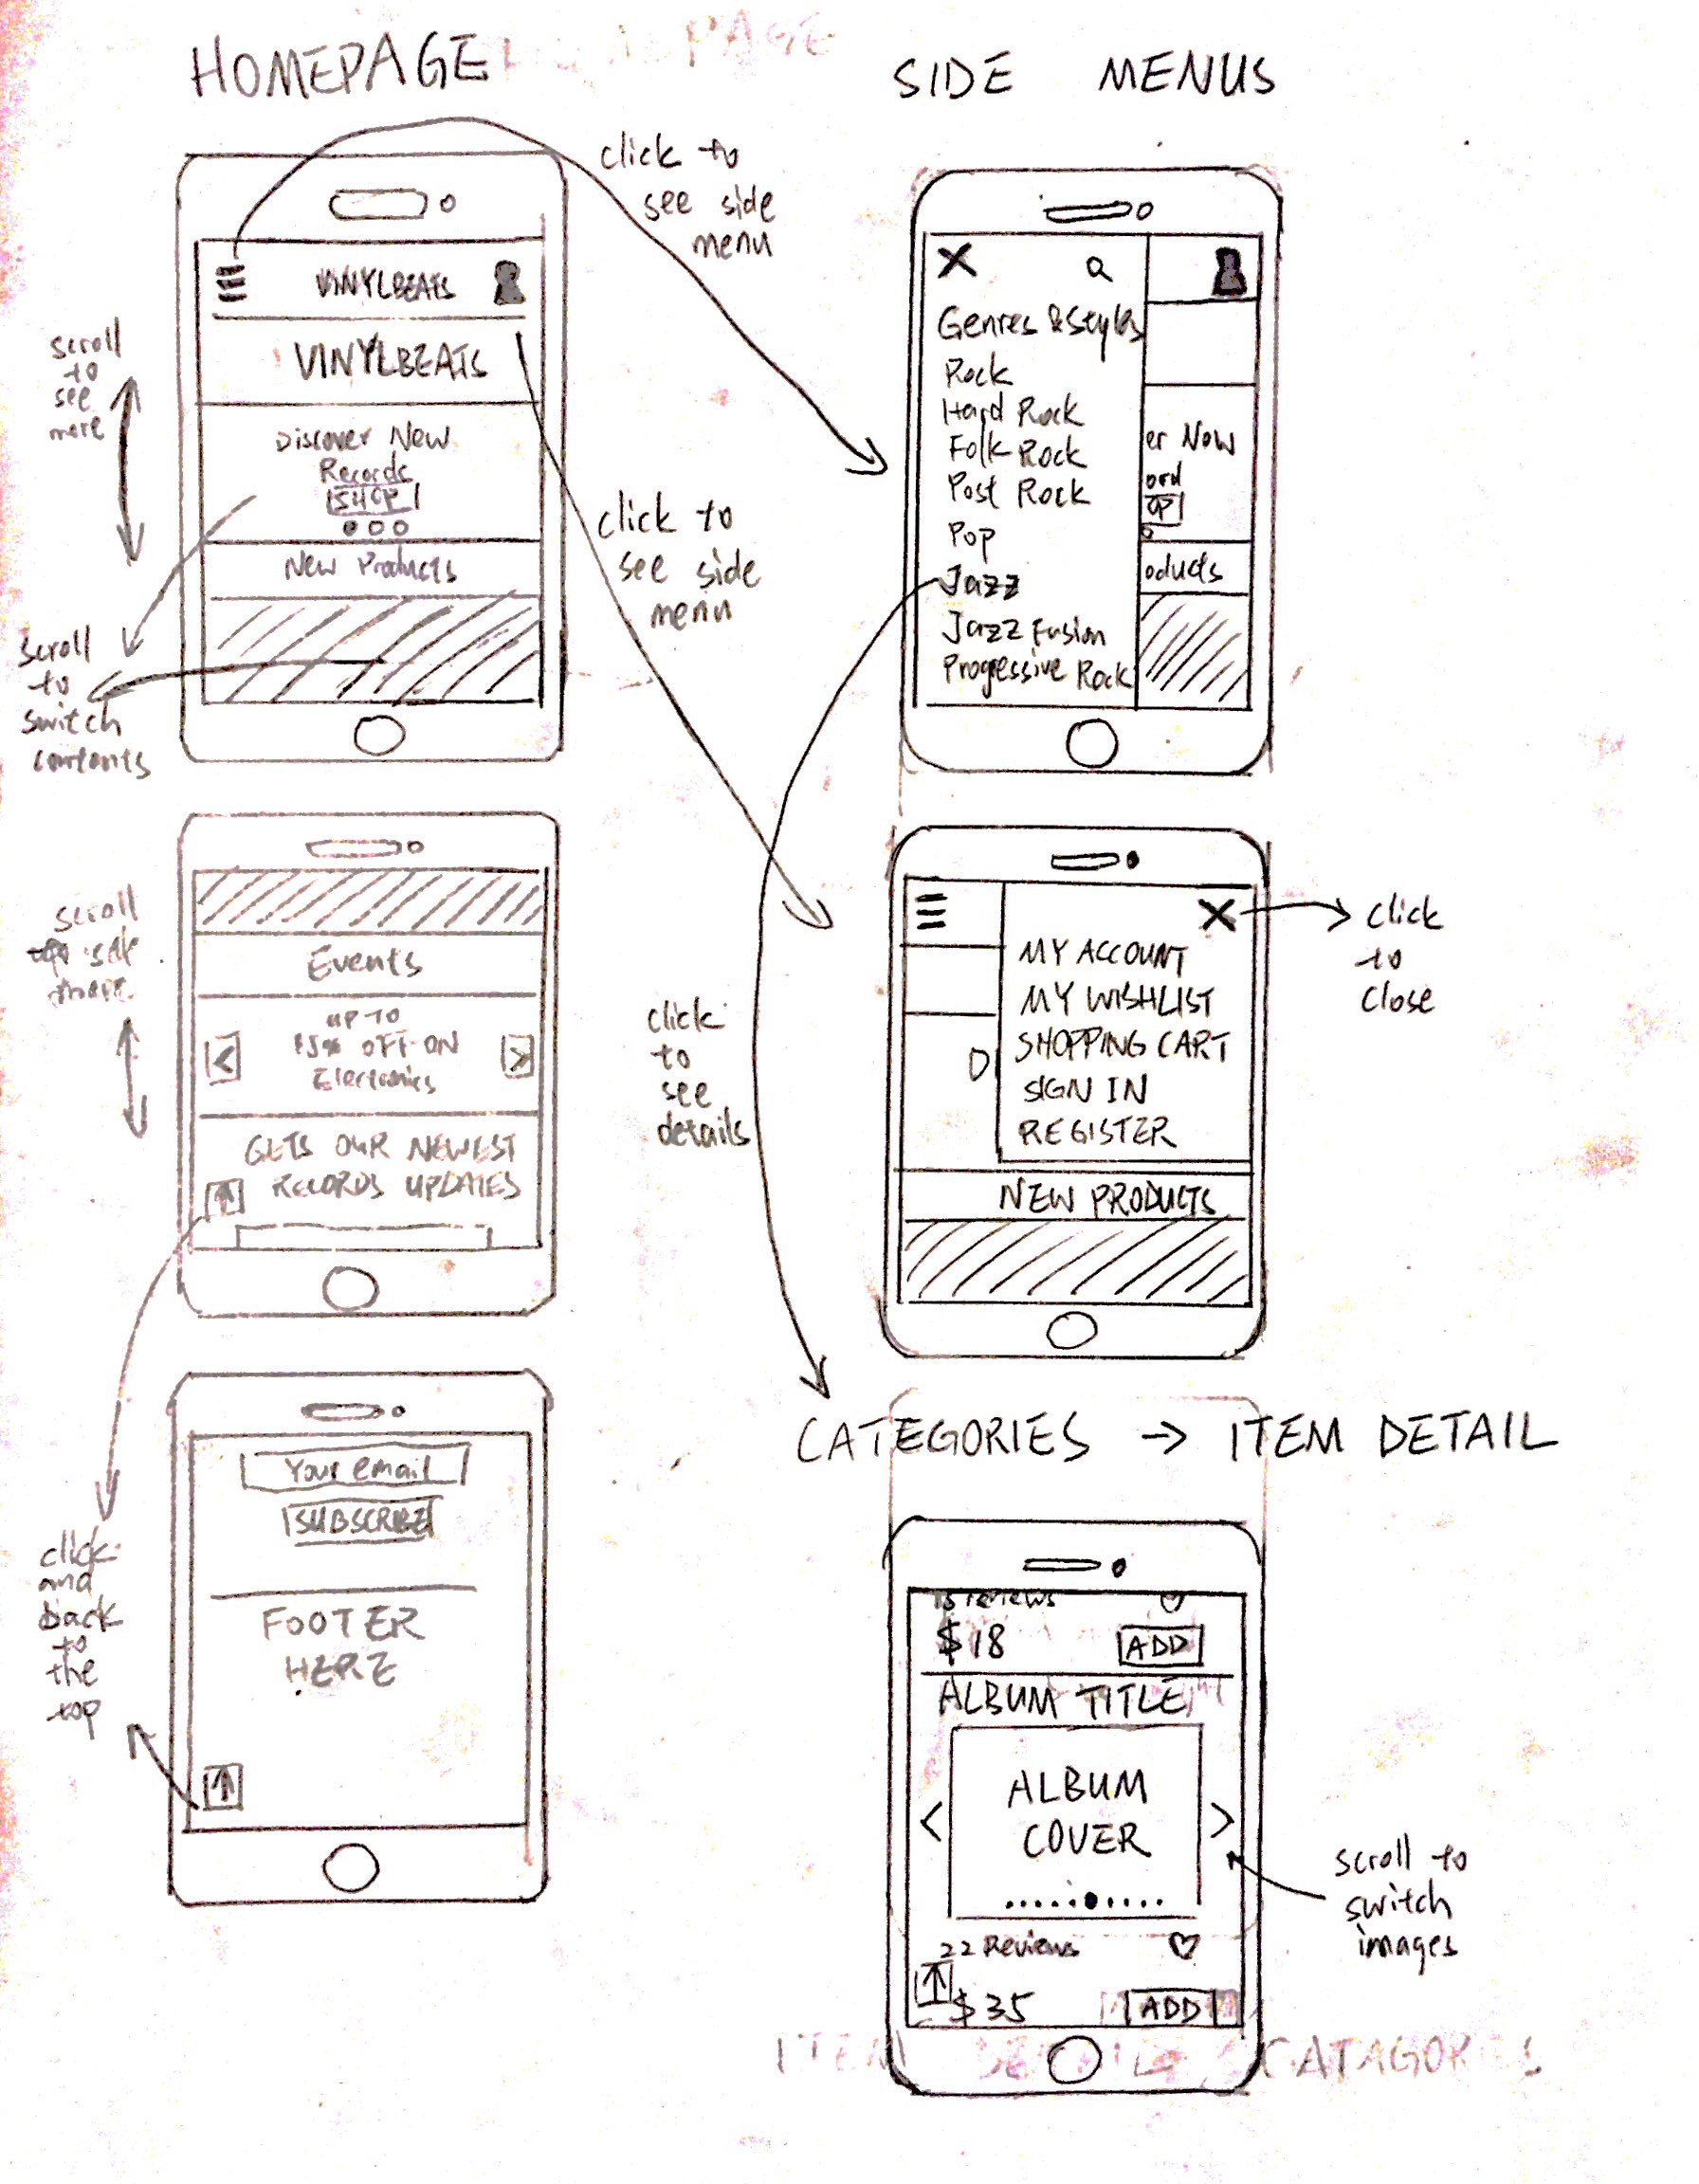 HOMEPAGE
PAGE
click to
see side
menu
VINYLBEATS
VINYLBEATS
Discover New
Records
SHOP
New Products
scroll
to
see
more
scroll
to
switch
contents
click to
see side
menu
scroll
see
more
Events
UP TO
15% OFF ON
Electronics
GETS OUR NEWEST
RECORDS UPDATES
Your email
SUBSCRIBE
FOOTER
HERE
click
and
back
to
the
top
SIDE MENUS
Genres & Styles
Rock
Hard Rock
Folk Rock
Post Rock
Pop
Jazz
Jazz Fusion
Progressive Rock
er Now
ord
OP
oducts
click
to
see
details
MY ACCOUNT
MY WISHLIST
SHOPPING CART
SIGN IN
REGISTER
D
NEW PRODUCTS
click
to
close
CATEGORIES → ITEM DETAIL
15 reviews
$18 ADD
ALBUM TITLE
ALBUM
COVER
22 Reviews
$35 ADD
scroll to
switch
images
CATAGORIES